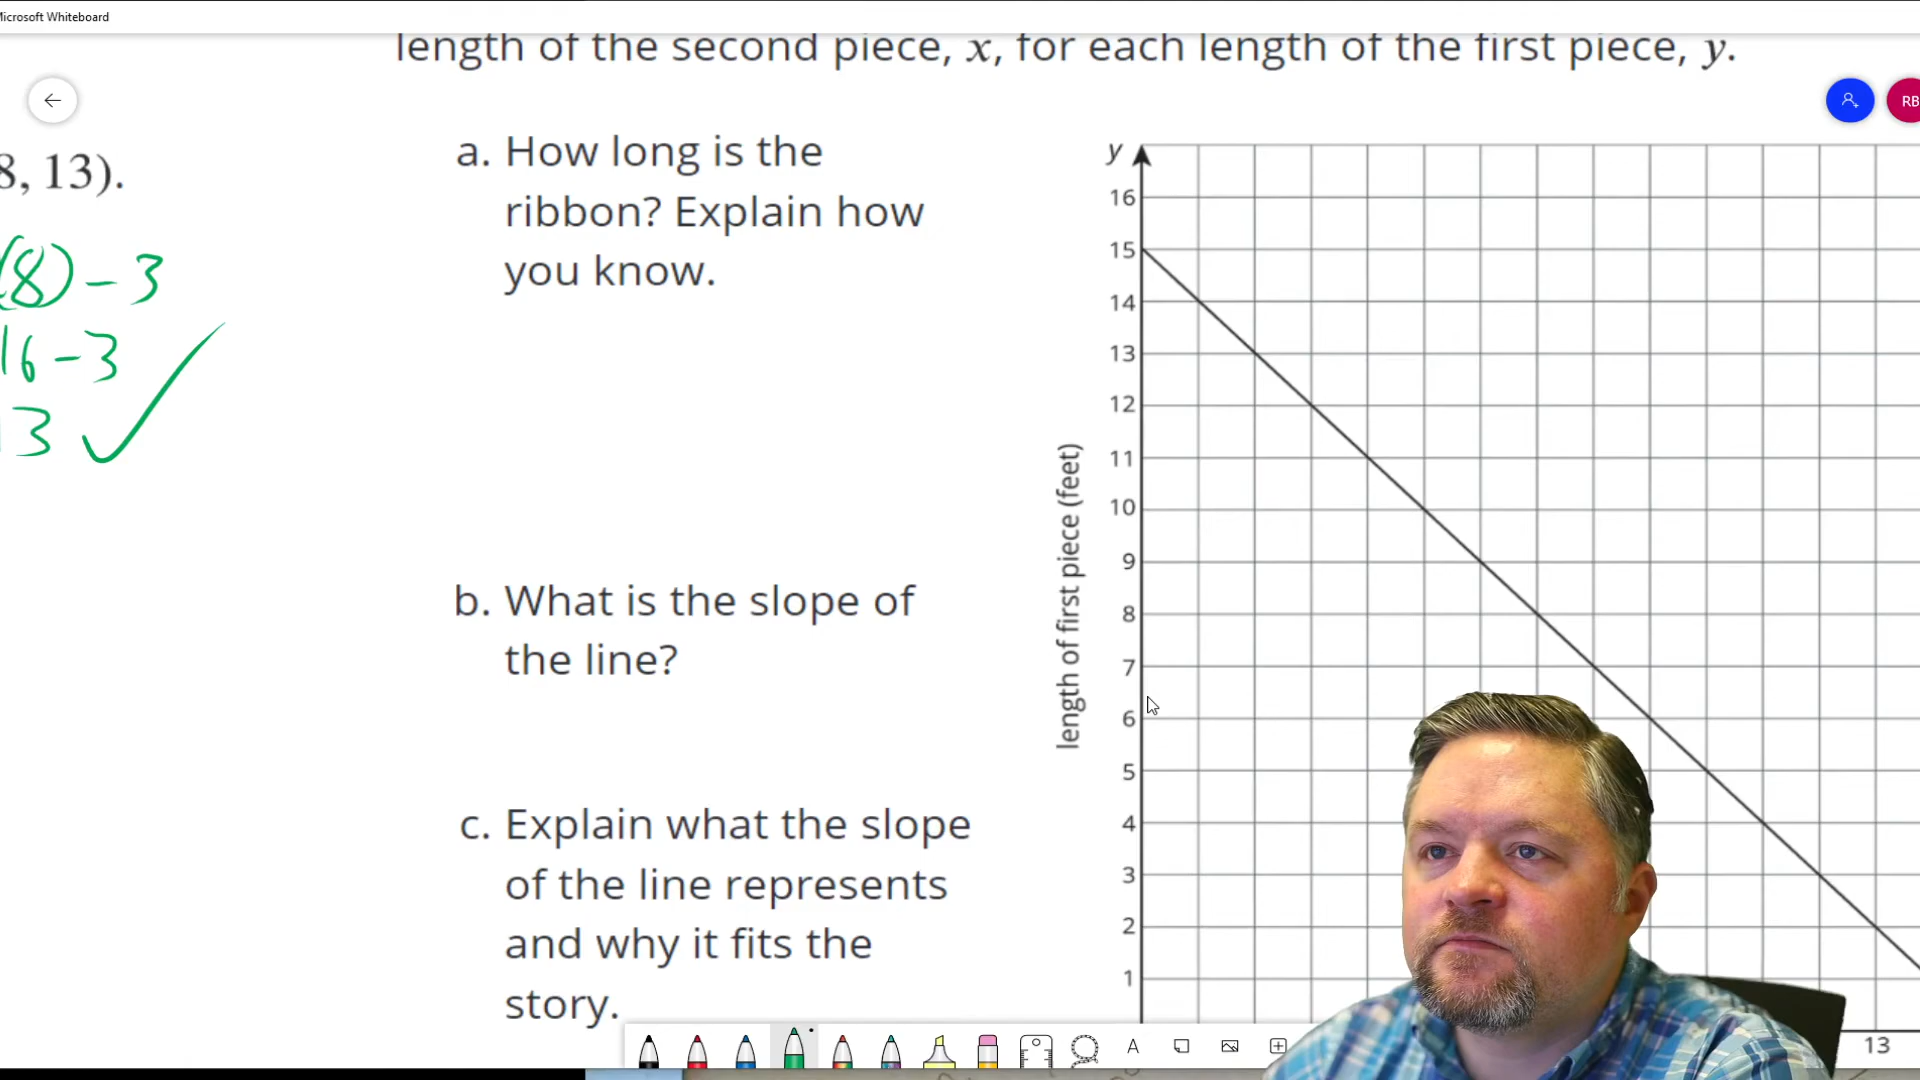 Microsoft Whiteboard
length of the second piece, x, for each length of the first piece, y.
RB
8, 13).
(8) - 3
16 - 3
13
a. How long is the
ribbon? Explain how
you know.
b. What is the slope of
the line?
c. Explain what the slope
of the line represents
and why it fits the
story.
y
16
15
14
13
12
11
10
9
8
7
6
5
4
3
2
1
length of first piece (feet)
13
A